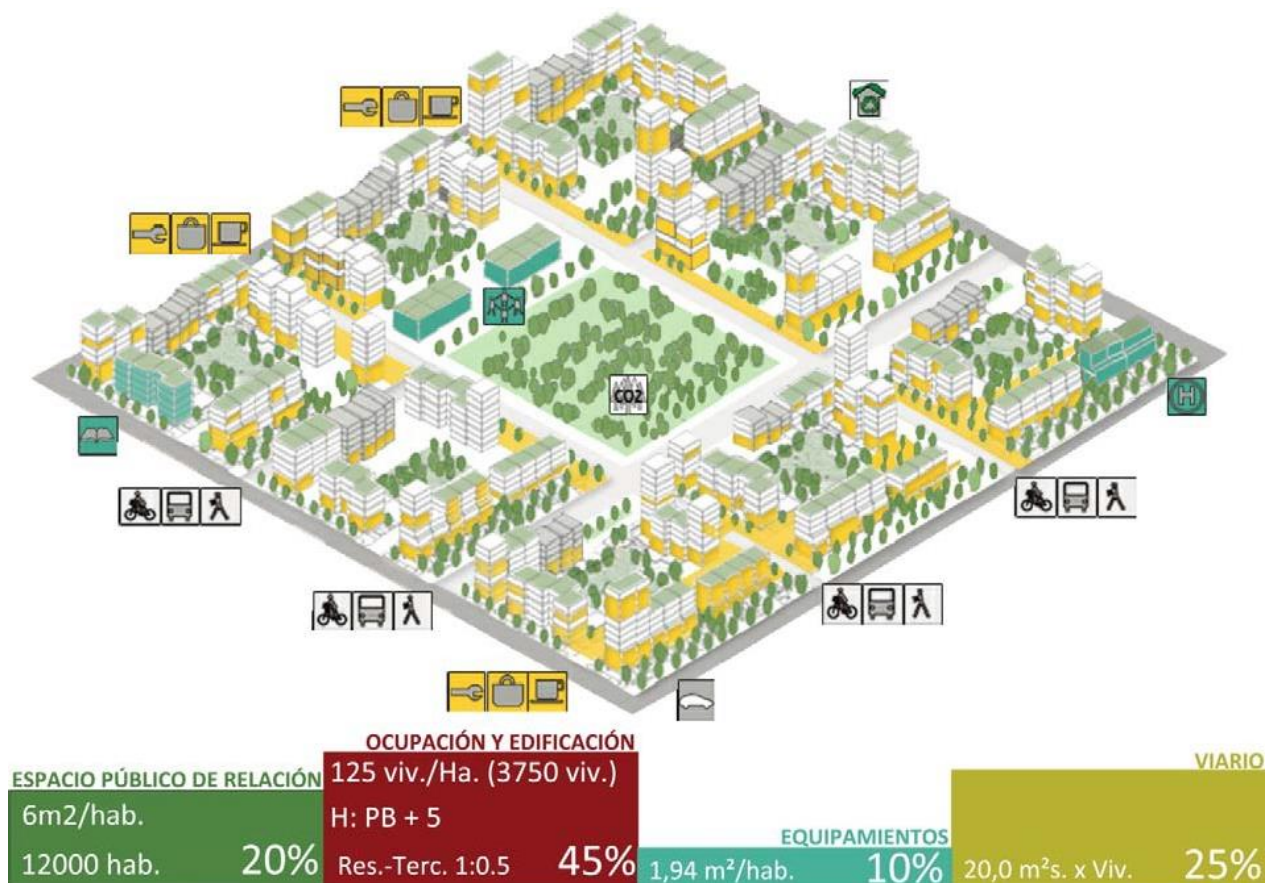 CO2
H
OCUPACIÓN Y EDIFICACIÓN
ESPACIO PÚBLICO DE RELACIÓN
125 viv./Ha. (3750 viv.)
VIARIO
6m2/hab.
H: PB + 5
EQUIPAMIENTOS
12000 hab. 20%
Res.-Terc. 1:0.5 45%
1,94 m²/hab. 10%
20,0 m²s. x Viv. 25%